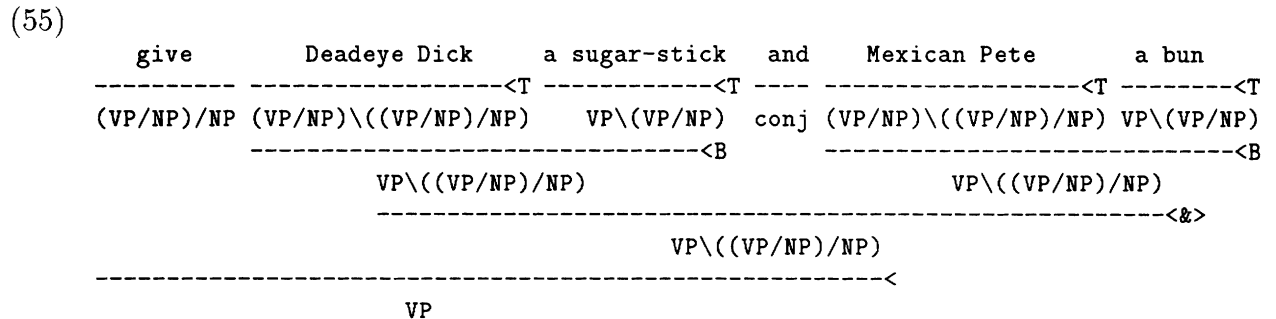 (55)
give Deadeye Dick a sugar-stick and Mexican Pete a bun
---------- ------------------<T ------------<T ---- ------------------<T --------<T
(VP/NP)/NP (VP/NP)\((VP/NP)/NP) VP\(VP/NP) conj (VP/NP)\((VP/NP)/NP) VP\(VP/NP)
--------------------------------<B -----------------------------<B
VP\((VP/NP)/NP) VP\((VP/NP)/NP)
--------------------------------------------------------<&>
VP\((VP/NP)/NP)
--------------------------------------------------------<
VP